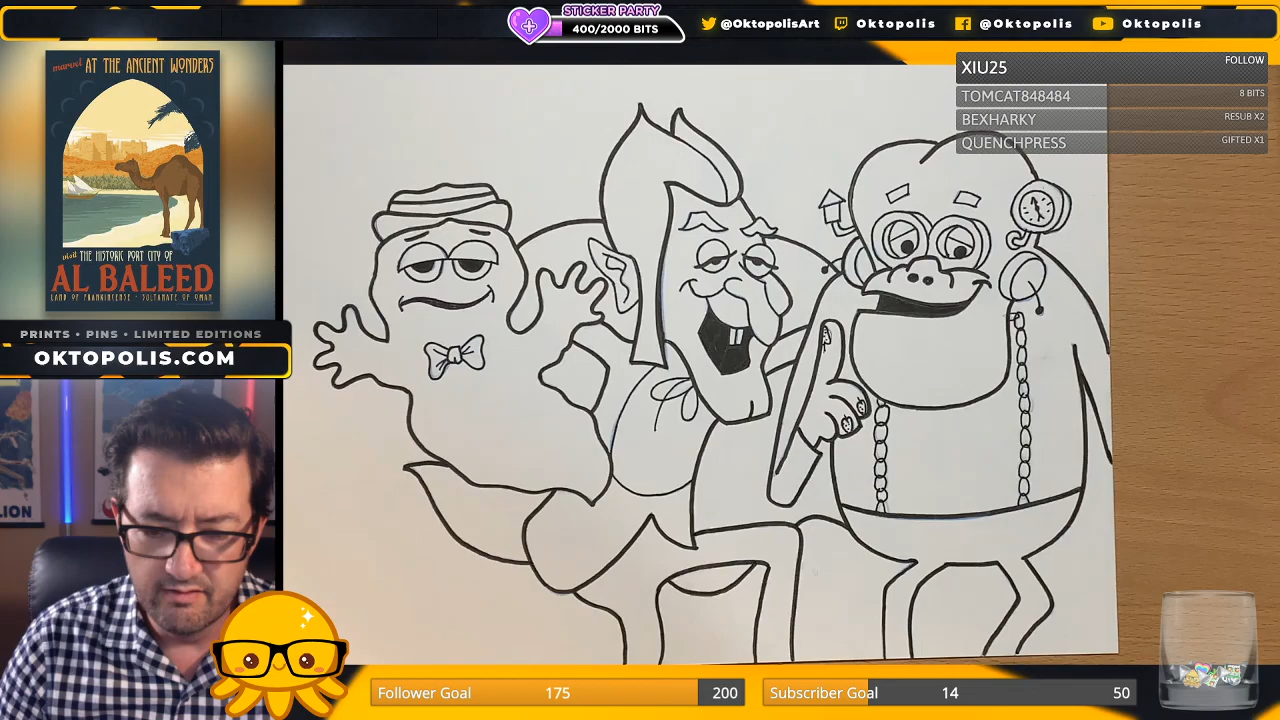 STICKER PARTY
400/2000 BITS
@OktopolisArt
Oktopolis
@Oktopolis
Oktopolis
marvel AT THE ANCIENT WONDERS
visit THE HISTORIC PORT CITY OF
AL BALEED
LAND OF FRANKINCENSE • SULTANATE OF OMAN
PRINTS • PINS • LIMITED EDITIONS
OKTOPOLIS.COM
LION
XIU25 FOLLOW
TOMCAT848484 8 BITS
BEXHARKY RESUB X2
QUENCHPRESS GIFTED X1
Follower Goal 175 200
Subscriber Goal 14 50